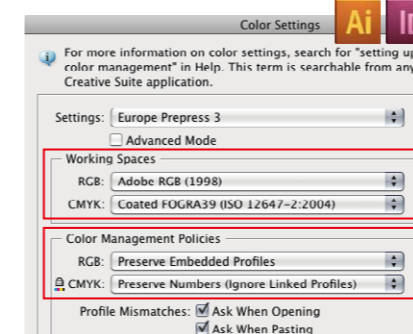 Color Settings
Ai
For more information on color settings, search for "setting up
color management" in Help. This term is searchable from any
Creative Suite application.
Settings: Europe Prepress 3
Advanced Mode
Working Spaces
RGB: Adobe RGB (1998)
CMYK: Coated FOGRA39 (ISO 12647-2:2004)
Color Management Policies
RGB: Preserve Embedded Profiles
CMYK: Preserve Numbers (Ignore Linked Profiles)
Profile Mismatches: Ask When Opening
Ask When Pasting